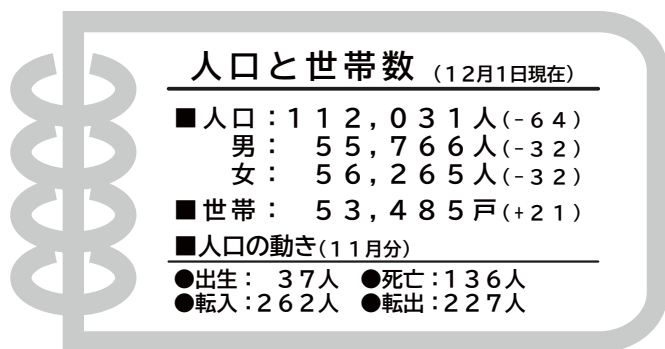 人口と世帯数（12月1日現在）
■人口：112,031人(-64)
男： 55,766人(-32)
女： 56,265人(-32)
■世帯： 53,485戸(+21)
■人口の動き（11月分）
●出生： 37人 ●死亡：136人
●転入：262人 ●転出：227人